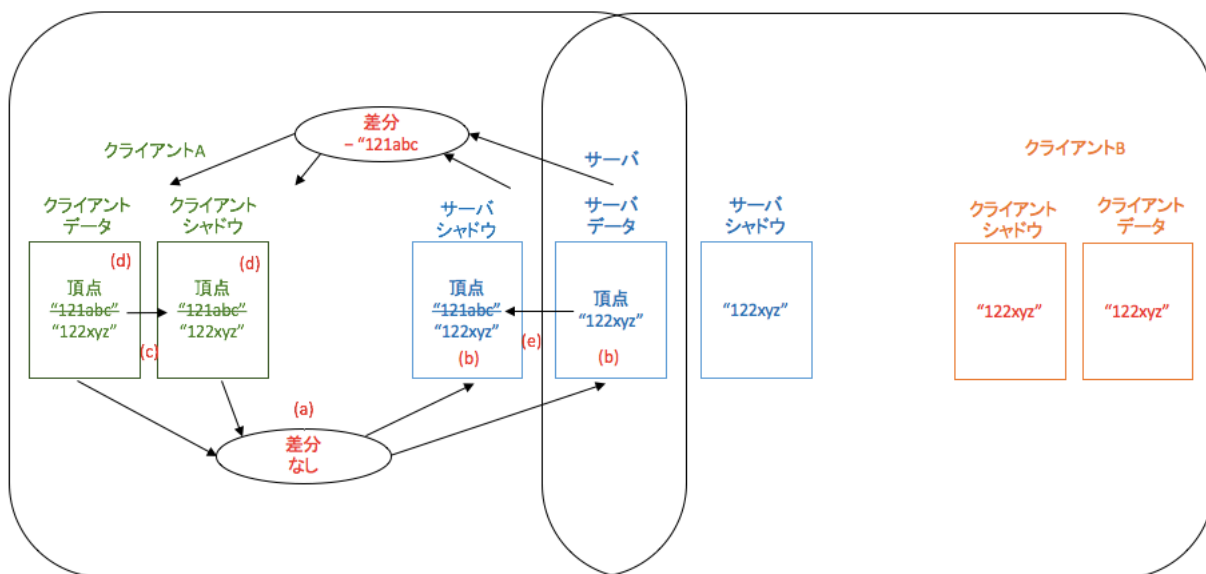 差分
– “121abc
クライアントA
サーバ
クライアントB
クライアント
データ
クライアント
シャドウ
サーバ
シャドウ
サーバ
データ
サーバ
シャドウ
クライアント
シャドウ
クライアント
データ
(d)
頂点
“121abc”
“122xyz”
(c)
(d)
頂点
“121abc”
“122xyz”
頂点
“121abc”
“122xyz”
(b)
(e)
頂点
“122xyz”
(b)
“122xyz”
“122xyz”
“122xyz”
(a)
差分
なし